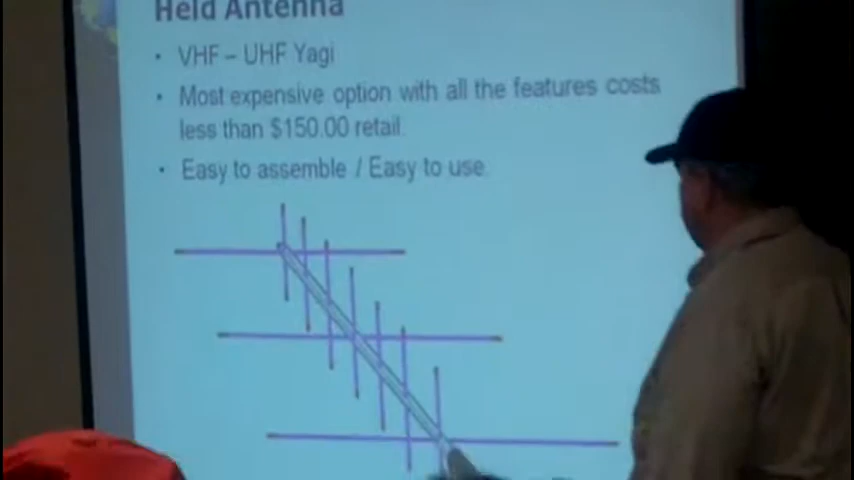 Held Antenna
• VHF – UHF Yagi
• Most expensive option with all the features costs
less than $150.00 retail.
• Easy to assemble / Easy to use.